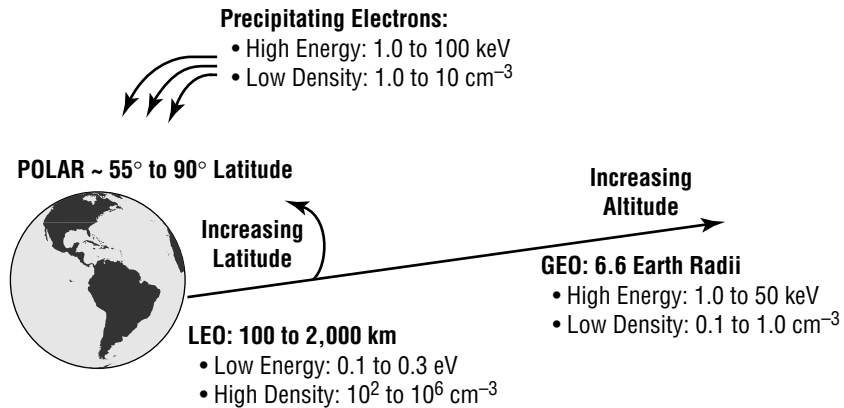 Precipitating Electrons:
• High Energy: 1.0 to 100 keV
• Low Density: 1.0 to 10 cm⁻³
POLAR ~ 55° to 90° Latitude
Increasing
Latitude
Increasing
Altitude
GEO: 6.6 Earth Radii
• High Energy: 1.0 to 50 keV
• Low Density: 0.1 to 1.0 cm⁻³
LEO: 100 to 2,000 km
• Low Energy: 0.1 to 0.3 eV
• High Density: 10² to 10⁶ cm⁻³